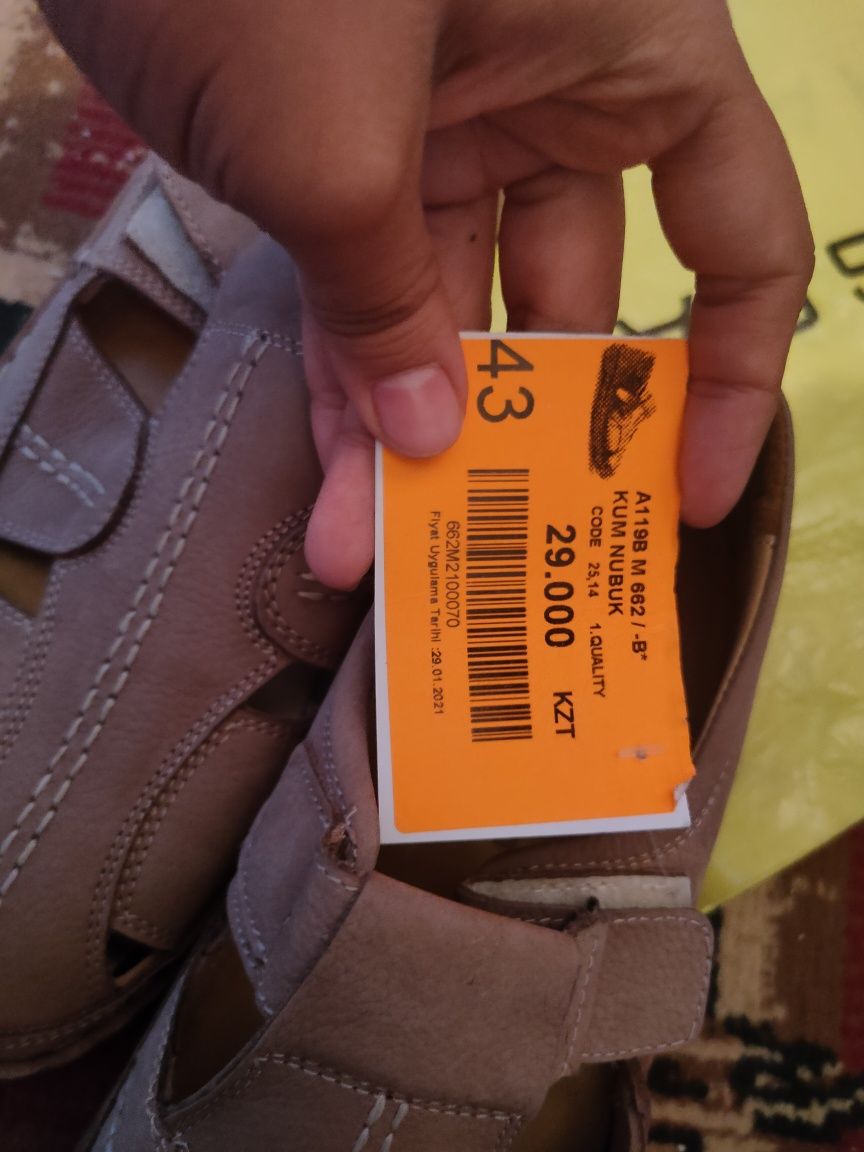 43
A119B M 662 / -B*
KUM NUBUK
CODE 25,14 1.QUALITY
29.000 KZT
662M2100070
Fiyat Uygulama Tarihi :29.01.2021